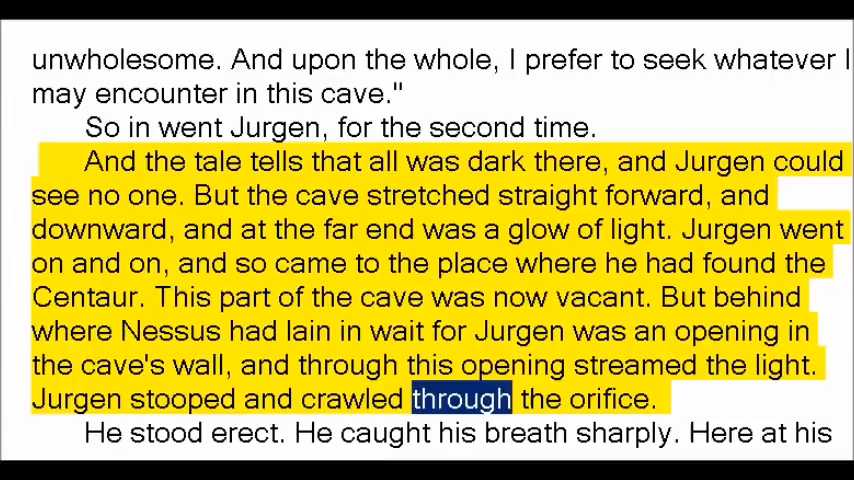 unwholesome. And upon the whole, I prefer to seek whatever I
may encounter in this cave."
So in went Jurgen, for the second time.
And the tale tells that all was dark there, and Jurgen could
see no one. But the cave stretched straight forward, and
downward, and at the far end was a glow of light. Jurgen went
on and on, and so came to the place where he had found the
Centaur. This part of the cave was now vacant. But behind
where Nessus had lain in wait for Jurgen was an opening in
the cave's wall, and through this opening streamed the light.
Jurgen stooped and crawled through the orifice.
He stood erect. He caught his breath sharply. Here at his